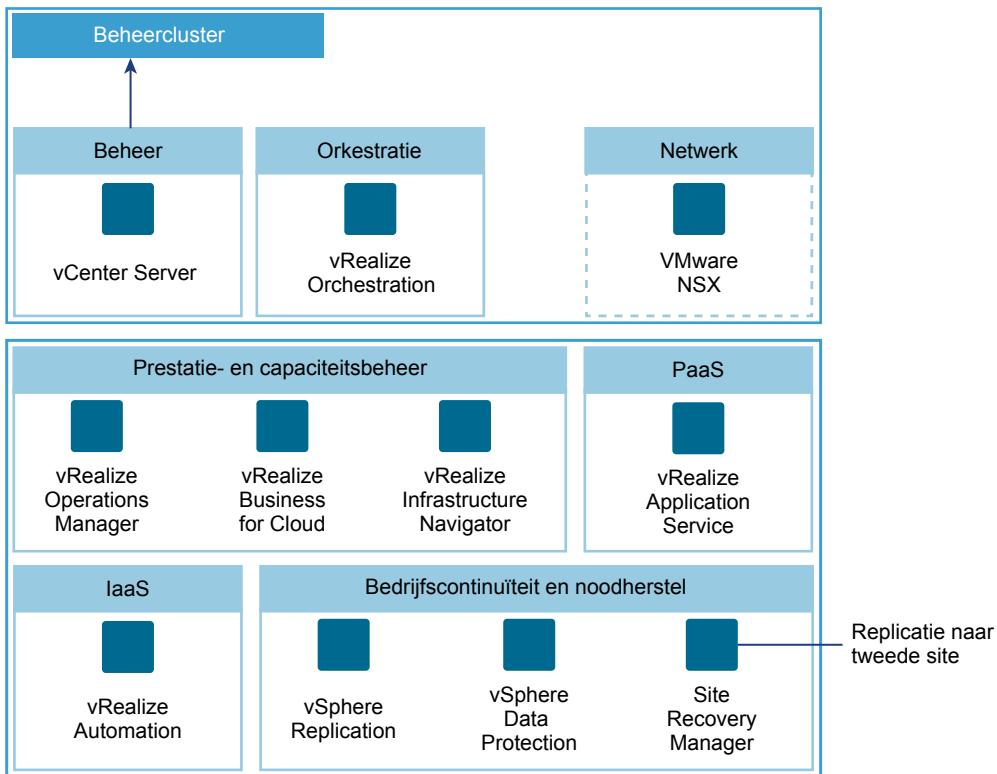 Beheercluster
Beheer
vCenter Server
Orkestratie
vRealize
Orchestration
Netwerk
VMware
NSX
Prestatie- en capaciteitsbeheer
vRealize
Operations
Manager
vRealize
Business
for Cloud
vRealize
Infrastructure
Navigator
PaaS
vRealize
Application
Service
IaaS
vRealize
Automation
Bedrijfscontinuïteit en noodherstel
vSphere
Replication
vSphere
Data
Protection
Site
Recovery
Manager
Replicatie naar
tweede site